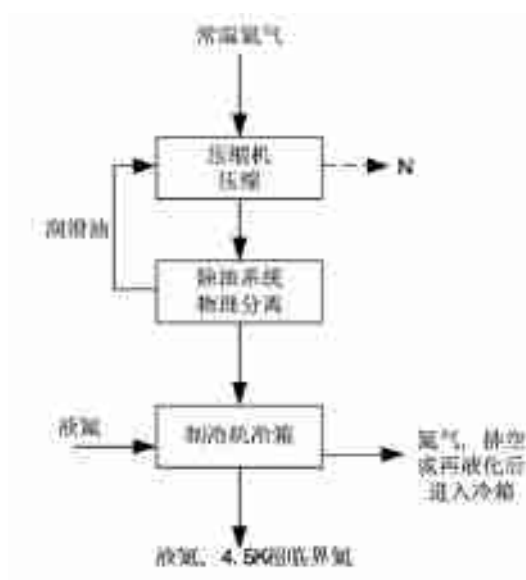 常温氦气
压缩机
压缩
N
润滑油
除油系统
物理分离
液氮
制冷机冷箱
氮气，排空
或再液化后
进入冷箱
液氦，4.5K超临界氦